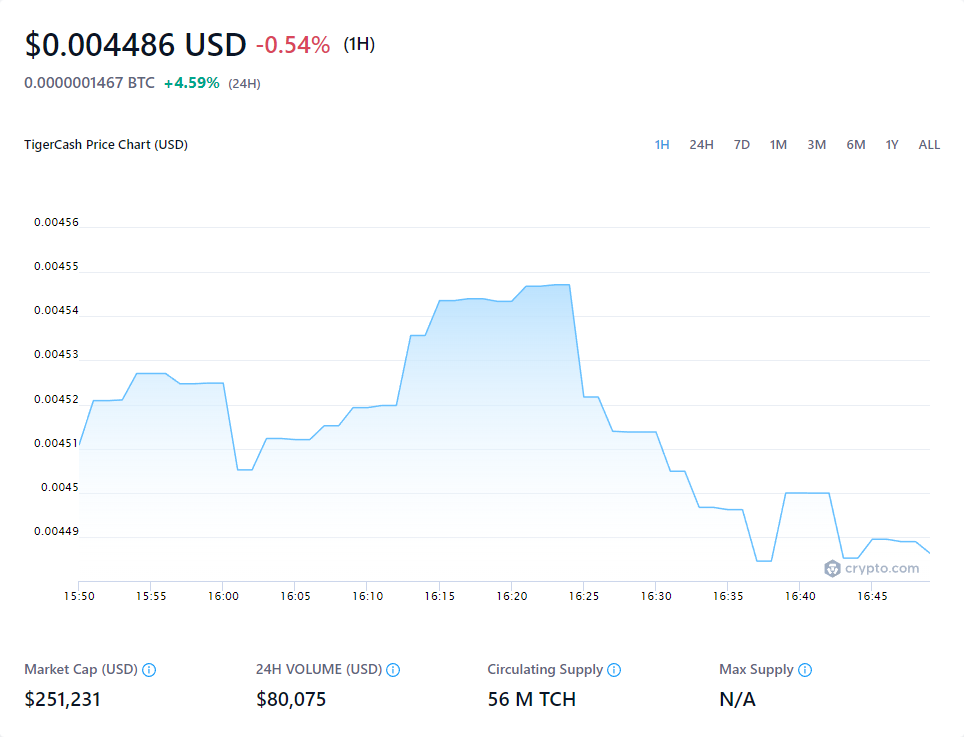 $0.004486 USD -0.54% (1H)
0.0000001467 BTC +4.59% (24H)
TigerCash Price Chart (USD) 1H 24H 7D 1M 3M 6M 1Y ALL
0.00456
0.00455
0.00454
0.00453
0.00452
0.00451
0.0045
0.00449
crypto.com
15:50 15:55 16:00 16:05 16:10 16:15 16:20 16:25 16:30 16:35 16:40 16:45
Market Cap (USD) 24H VOLUME (USD) Circulating Supply Max Supply
$251,231 $80,075 56 M TCH N/A